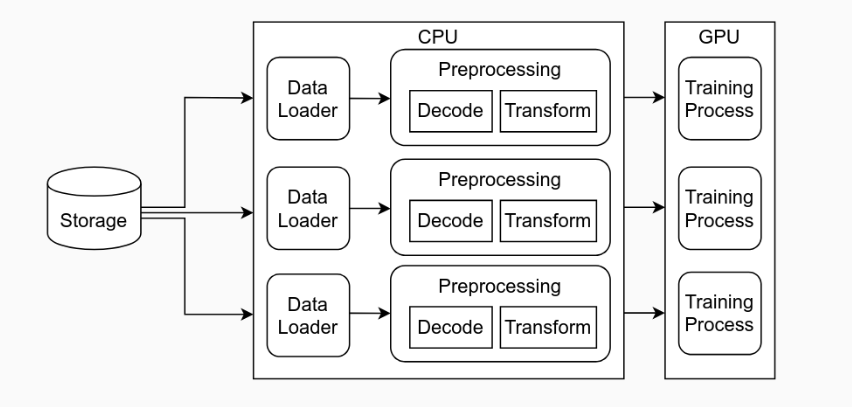 CPU
GPU
Storage
Data
Loader
Preprocessing
Decode
Transform
Training
Process
Data
Loader
Preprocessing
Decode
Transform
Training
Process
Data
Loader
Preprocessing
Decode
Transform
Training
Process